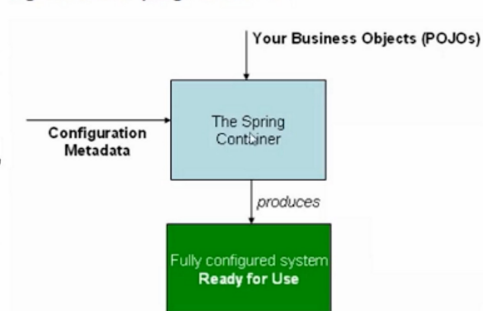 Your Business Objects (POJOs)
The Spring
Container
Configuration
Metadata
produces
Fully configured system
Ready for Use